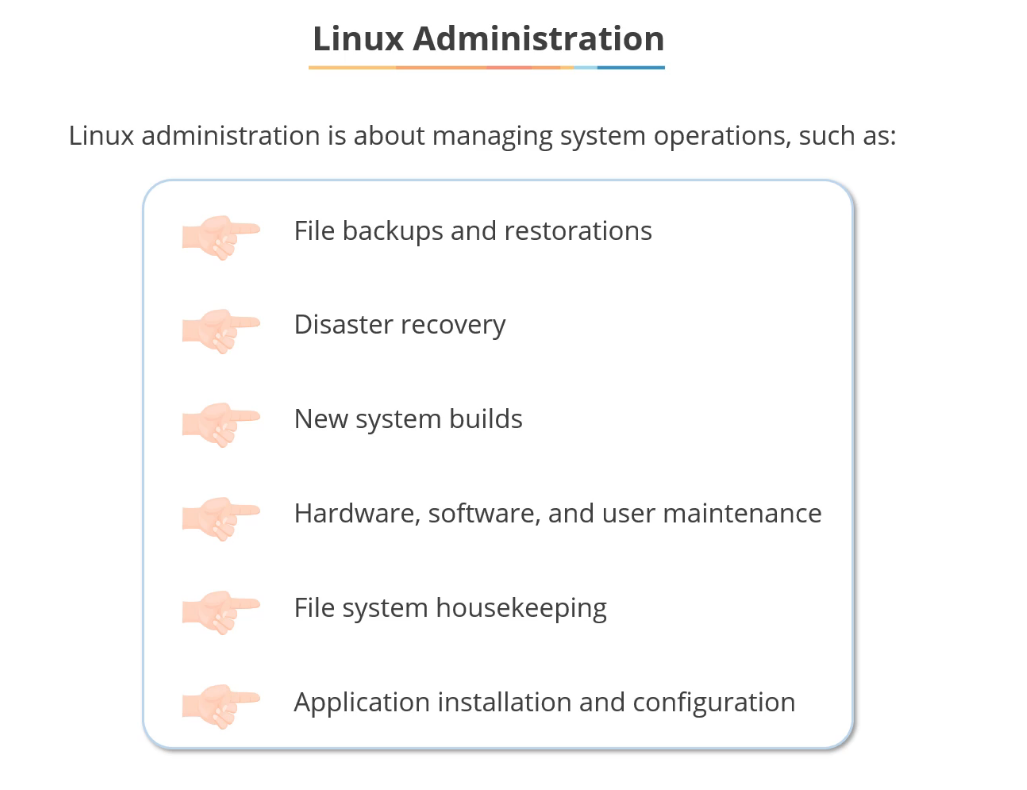 Linux Administration
Linux administration is about managing system operations, such as:
File backups and restorations
Disaster recovery
New system builds
Hardware, software, and user maintenance
File system housekeeping
Application installation and configuration